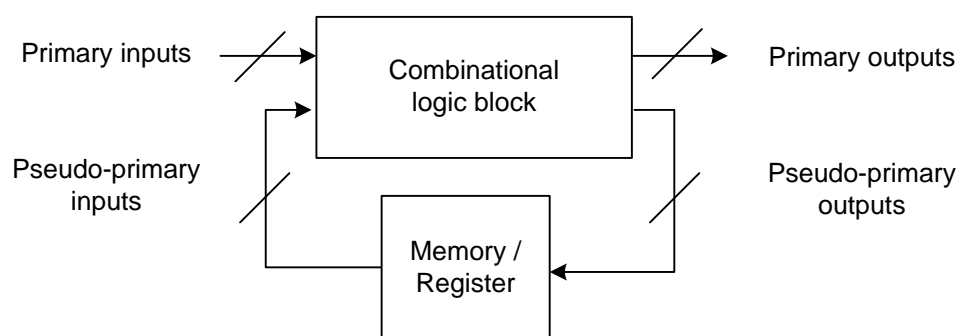 Primary inputs
Combinational
logic block
Primary outputs
Pseudo-primary
inputs
Pseudo-primary
outputs
Memory /
Register